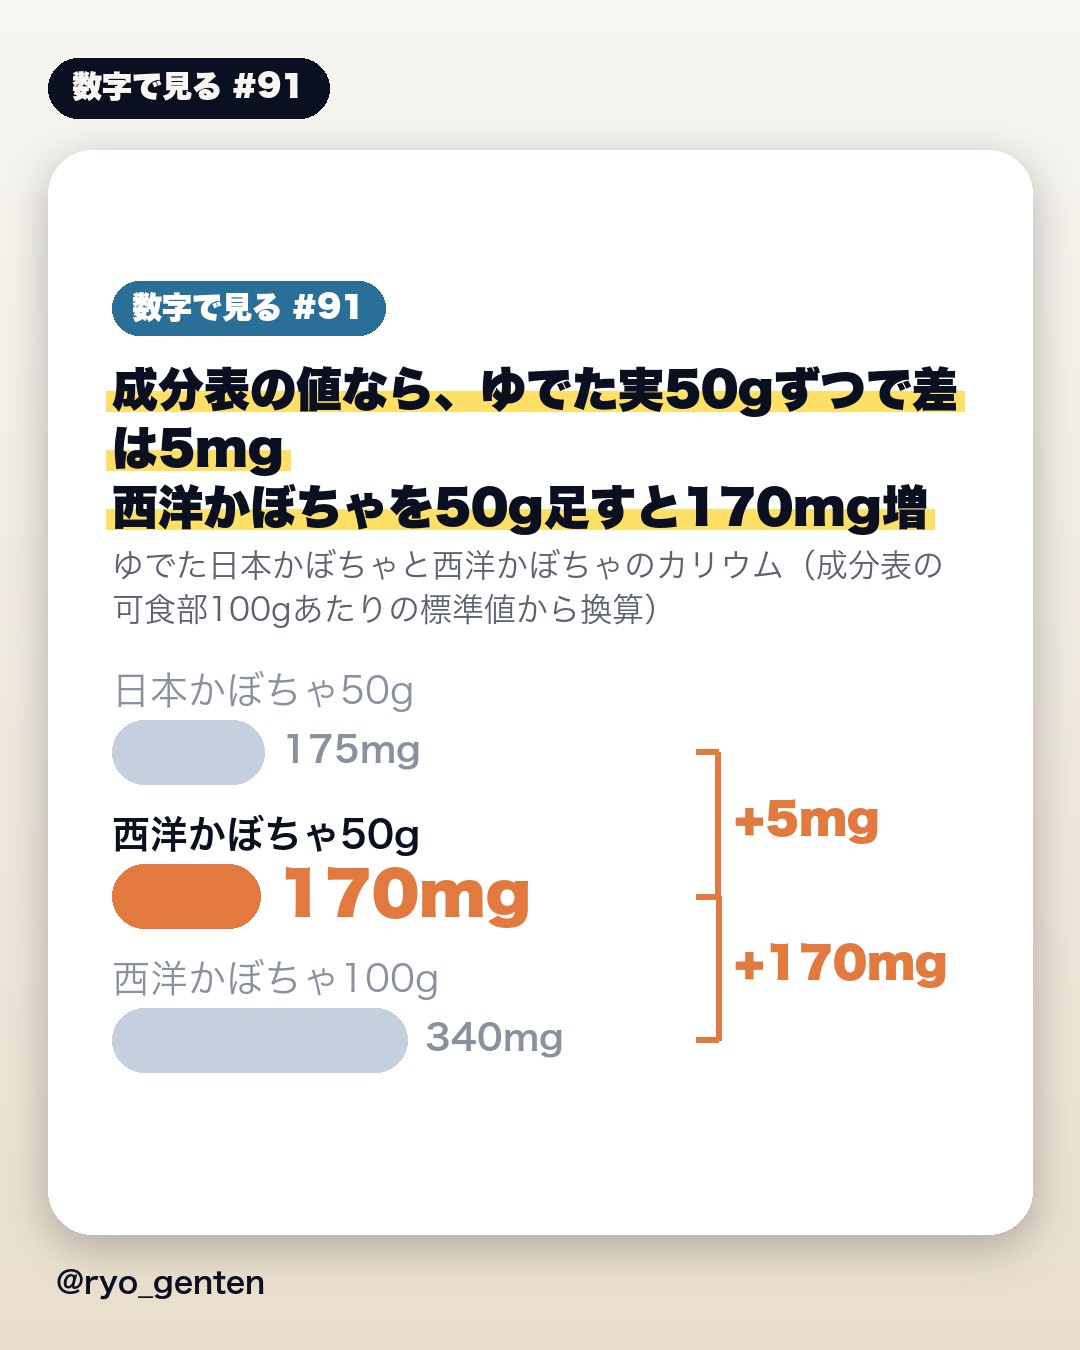 数字で見る #91
数字で見る #91
成分表の値なら、ゆでた実50gずつで差
は5mg
西洋かぼちゃを50g足すと170mg増
ゆでた日本かぼちゃと西洋かぼちゃのカリウム（成分表の
可食部100gあたりの標準値から換算）
日本かぼちゃ50g
175mg
+5mg
西洋かぼちゃ50g
170mg
+170mg
西洋かぼちゃ100g
340mg
@ryo_genten